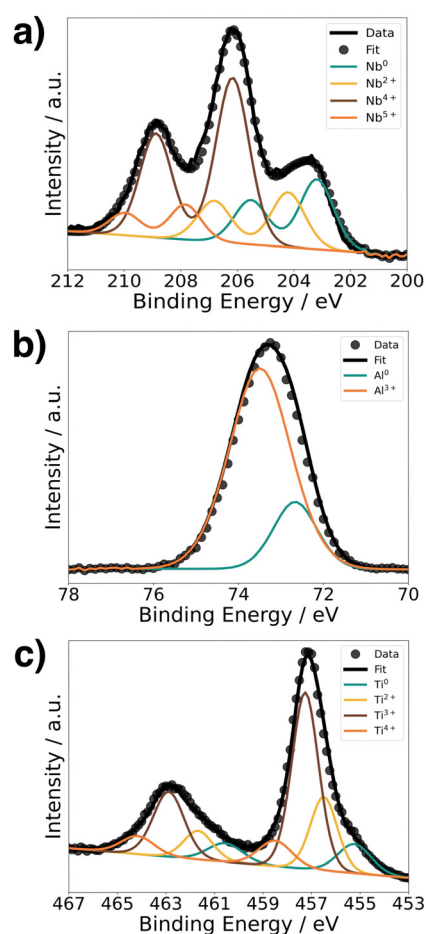 a)
Intensity / a.u.
Data
Fit
Nb⁰
Nb²⁺
Nb⁴⁺
Nb⁵⁺
212 210 208 206 204 202 200
Binding Energy / eV
b)
Intensity / a.u.
Data
Fit
Al⁰
Al³⁺
78 76 74 72 70
Binding Energy / eV
c)
Intensity / a.u.
Data
Fit
Ti⁰
Ti²⁺
Ti³⁺
Ti⁴⁺
467 465 463 461 459 457 455 453
Binding Energy / eV